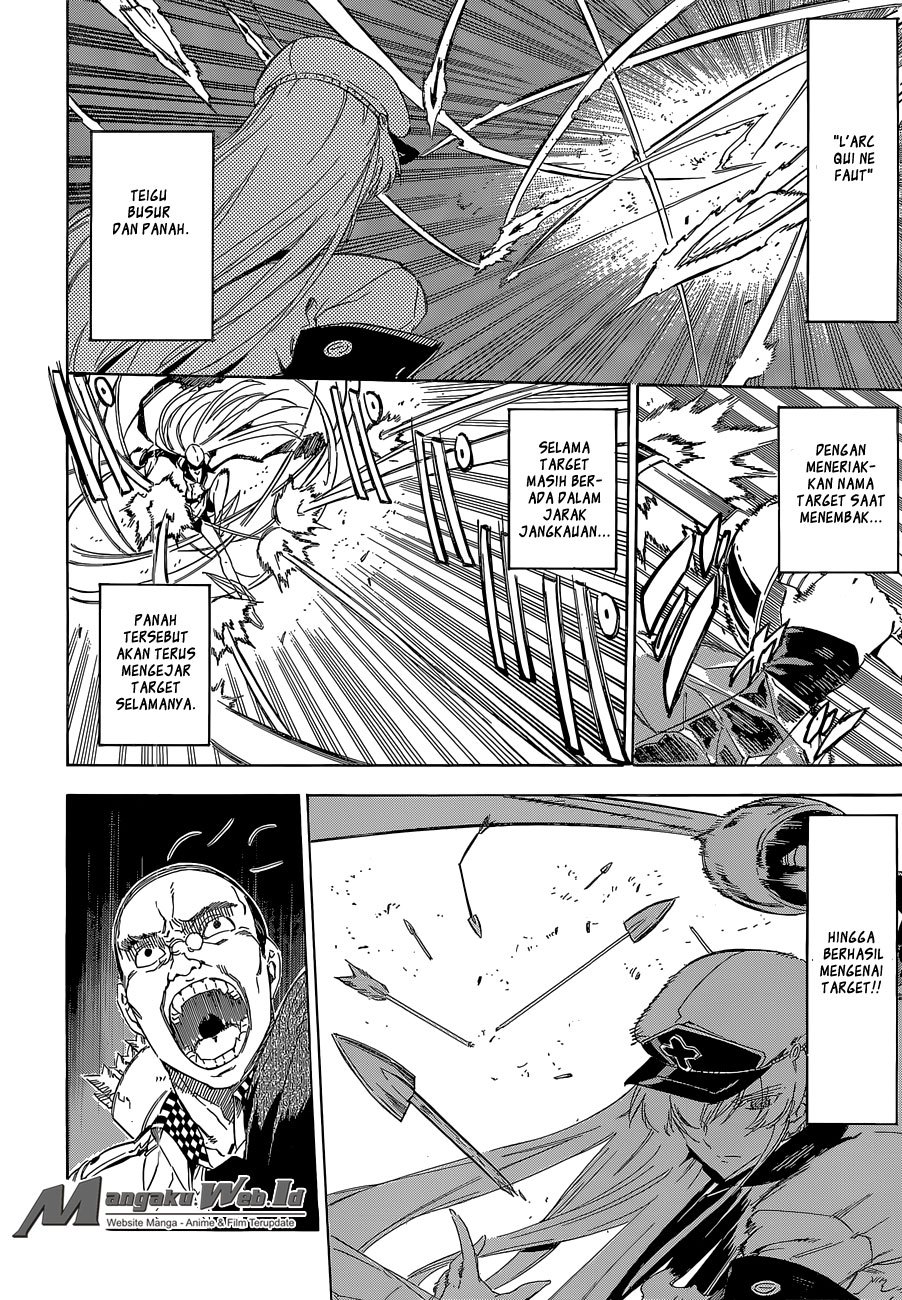 "L'ARC
QUI NE
FAUT"
TEIGU
BUSUR
DAN PANAH.
DENGAN
MENERIAK-
KAN NAMA
TARGET SAAT
MENEMBAK...
SELAMA
TARGET
MASIH BER-
ADA DALAM
JARAK
JANGKAUAN...
PANAH
TERSEBUT
AKAN TERUS
MENGEJAR
TARGET
SELAMANYA.
HINGGA
BERHASIL
MENGENAI
TARGET!!
Mangaku Web.Id
Website Manga - Anime & Film Terupdate